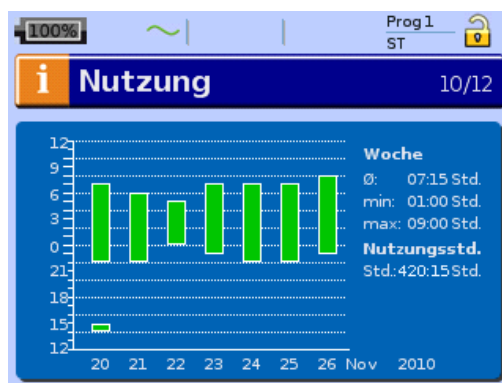 100%
Prog 1
ST
i Nutzung 10/12
12
9
6
3
0
21
18
15
12
20 21 22 23 24 25 26 Nov 2010
Woche
Ø: 07:15 Std.
min: 01:00 Std.
max: 09:00 Std.
Nutzungsstd.
Std.:420:15 Std.